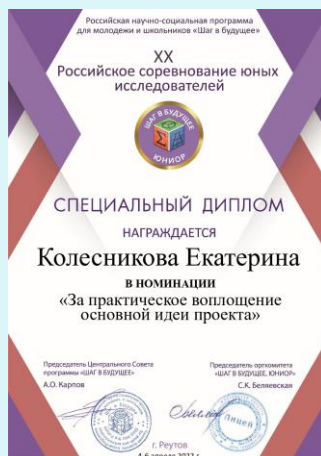 Российская научно-социальная программа
для молодежи и школьников «Шаг в будущее»
XX
Российское соревнование юных
исследователей
ШАГ В БУДУЩЕЕ
ЮНИОР
СПЕЦИАЛЬНЫЙ ДИПЛОМ
НАГРАЖДАЕТСЯ
Колесникова Екатерина
В НОМИНАЦИИ
«За практическое воплощение
основной идеи проекта»
Председатель Центрального Совета
программы «ШАГ В БУДУЩЕЕ»
А.О. Карпов
Председатель оргкомитета
«ШАГ В БУДУЩЕЕ, ЮНИОР»
С.К. Беляевская
Лицей
г. Реутов